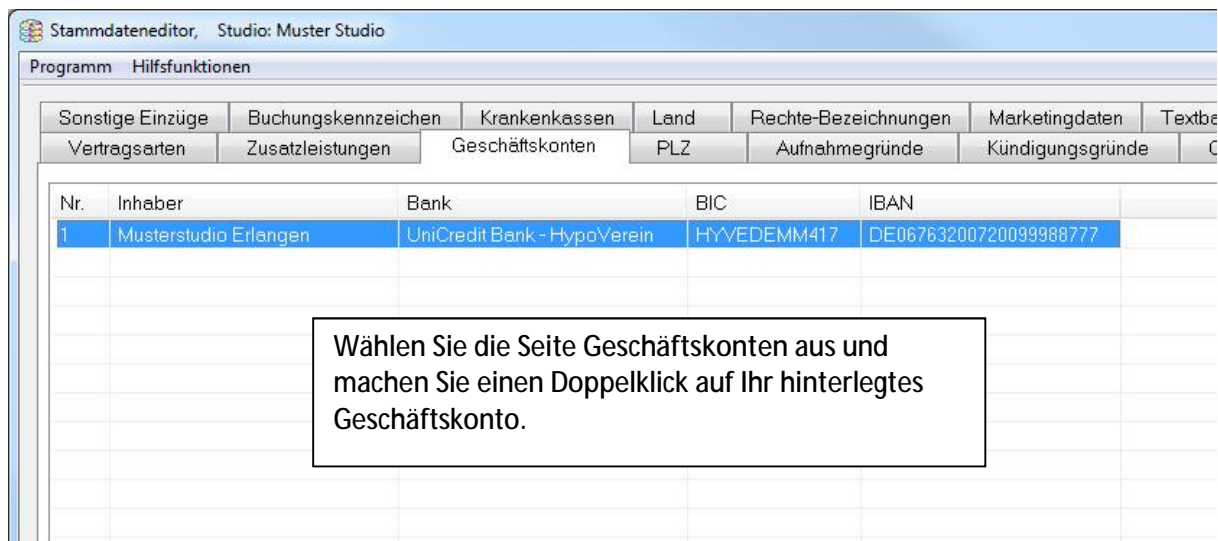 Stammdateneditor, Studio: Muster Studio
Programm Hilfsfunktionen
Sonstige Einzüge Buchungskennzeichen Krankenkassen Land Rechte-Bezeichnungen Marketingdaten Textba
Vertragsarten Zusatzleistungen Geschäftskonten PLZ Aufnahmegründe Kündigungsgründe
Nr. Inhaber Bank BIC IBAN
1 Musterstudio Erlangen UniCredit Bank - HypoVerein HYVEDEMM417 DE06763200720099988777
Wählen Sie die Seite Geschäftskonten aus und
machen Sie einen Doppelklick auf Ihr hinterlegtes
Geschäftskonto.